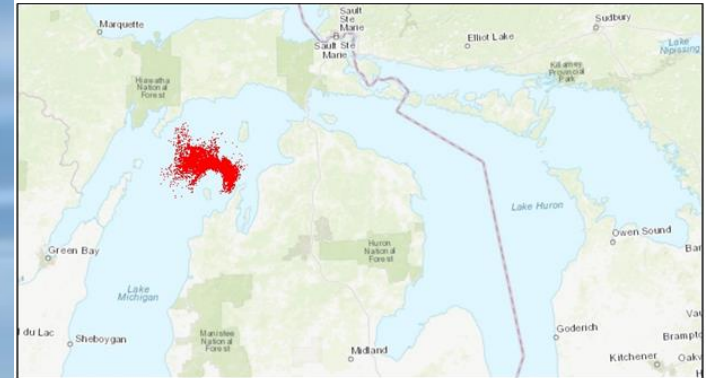 Marquette
Sault
Ste
Marie
Sault Ste
Marie
Elliot Lake
Sudbury
Lake
Nipissing
Hiawatha
National
Forest
Killarney
Provincial
Park
Lake Huron
Owen Sound
Bar
Green Bay
Huron
National
Forest
Lake
Michigan
Manistee
National
Forest
d du Lac
Sheboygan
Midland
Goderich
Vau
Brampto
Kitchener
Oakv
H